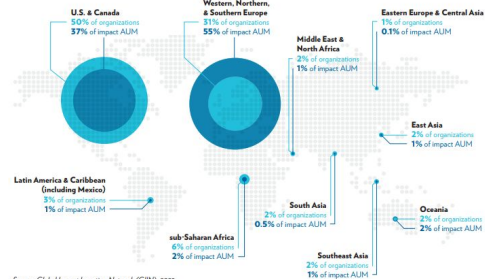 U.S. & Canada
50% of organizations
37% of impact AUM
Western, Northern,
& Southern Europe
31% of organizations
55% of impact AUM
Middle East &
North Africa
2% of organizations
1% of impact AUM
Eastern Europe & Central Asia
1% of organizations
0.1% of impact AUM
East Asia
2% of organizations
1% of impact AUM
Latin America & Caribbean
(including Mexico)
3% of organizations
1% of impact AUM
sub-Saharan Africa
6% of organizations
2% of impact AUM
South Asia
2% of organizations
0.5% of impact AUM
Oceania
2% of organizations
2% of impact AUM
Southeast Asia
2% of organizations
1% of impact AUM